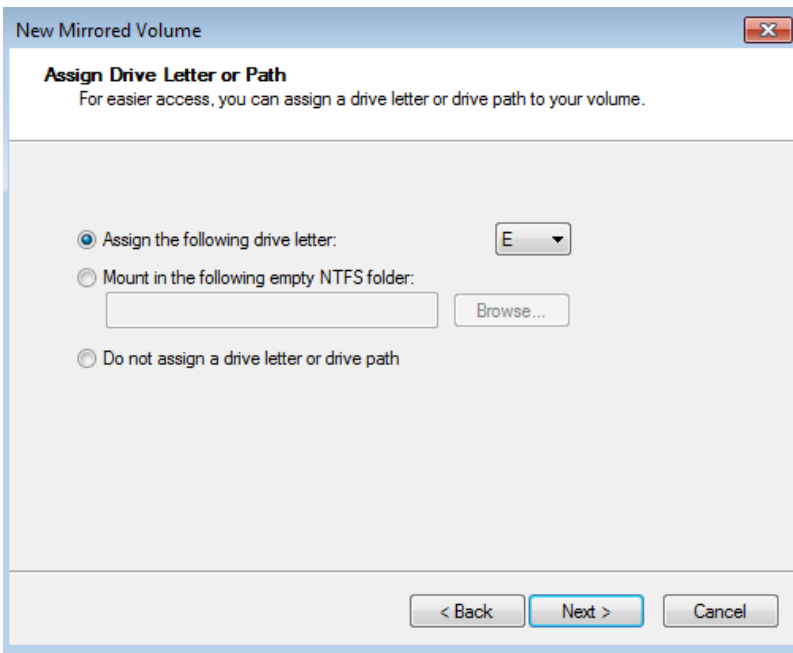 New Mirrored Volume
Assign Drive Letter or Path
For easier access, you can assign a drive letter or drive path to your volume.
Assign the following drive letter: E
Mount in the following empty NTFS folder:
Browse...
Do not assign a drive letter or drive path
< Back Next > Cancel